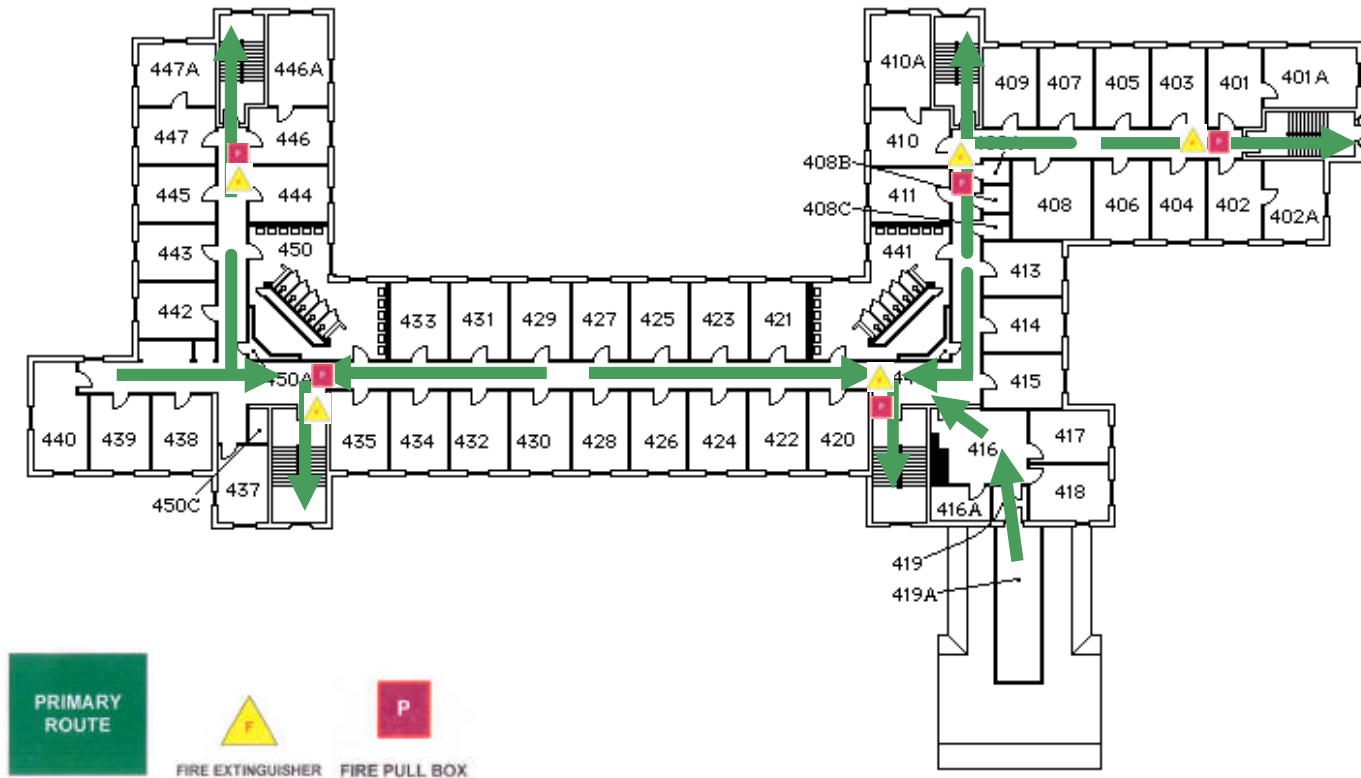 447A 446A 410A 409 407 405 403 401 401A
447 446 410
408B
445 444 411 408 406 404 402 402A
408C
443 450 441 413
442 433 431 429 427 425 423 421 414
450A 415
440 439 438 435 434 432 430 428 426 424 422 420 416 417
450C 437 416A 418
419
419A
P
F
P
F
F
P
F
P
P
F
F
P
PRIMARY
ROUTE
F
P
FIRE EXTINGUISHER FIRE PULL BOX